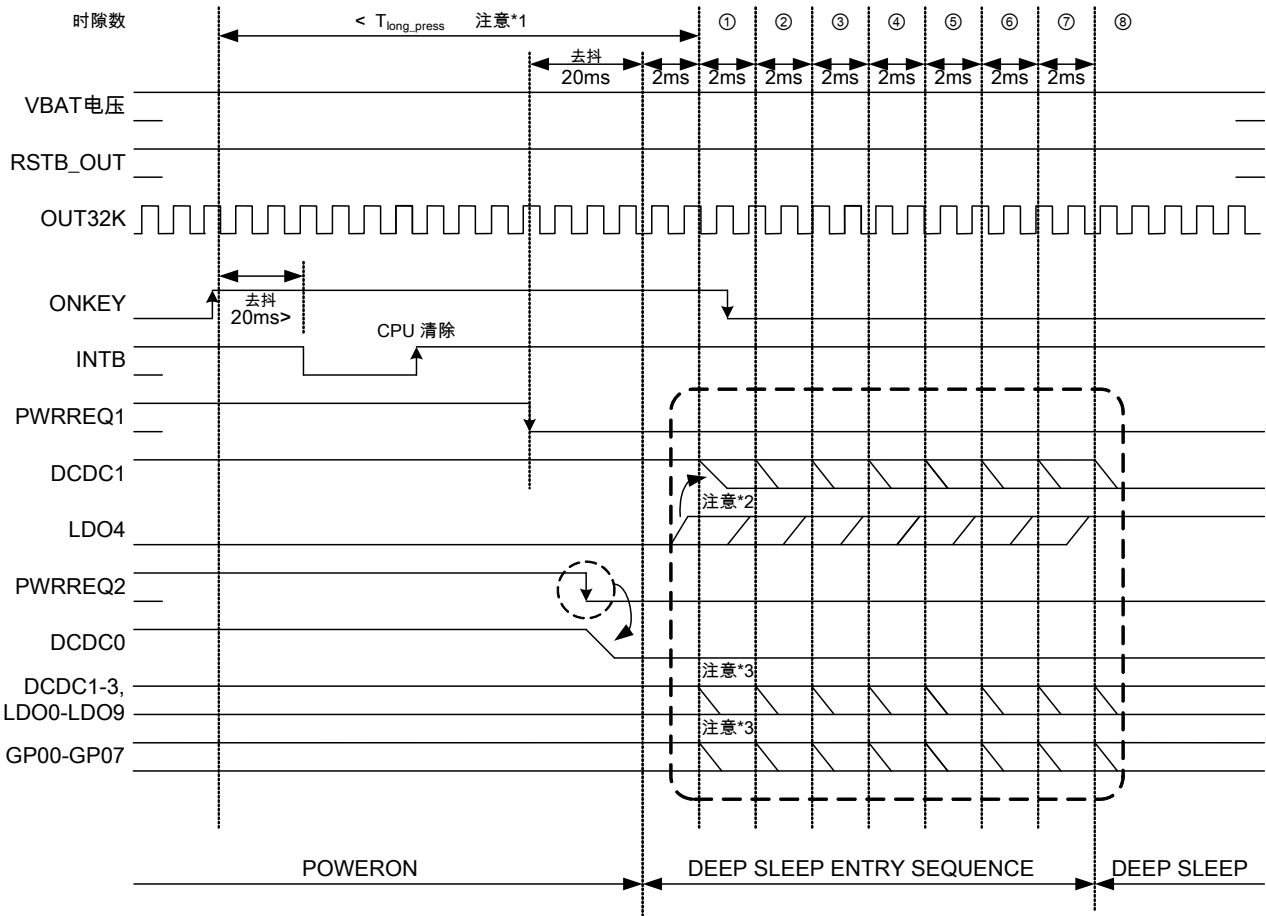 时隙数
< Tlong_press 注意*1
① ② ③ ④ ⑤ ⑥ ⑦ ⑧
去抖
20ms 2ms 2ms 2ms 2ms 2ms 2ms 2ms 2ms
VBAT电压
RSTB_OUT
OUT32K
ONKEY
去抖
20ms>
CPU 清除
INTB
PWRREQ1
DCDC1
注意*2
LDO4
PWRREQ2
DCDC0
注意*3
DCDC1-3,
LDO0-LDO9
注意*3
GP00-GP07
POWERON DEEP SLEEP ENTRY SEQUENCE DEEP SLEEP